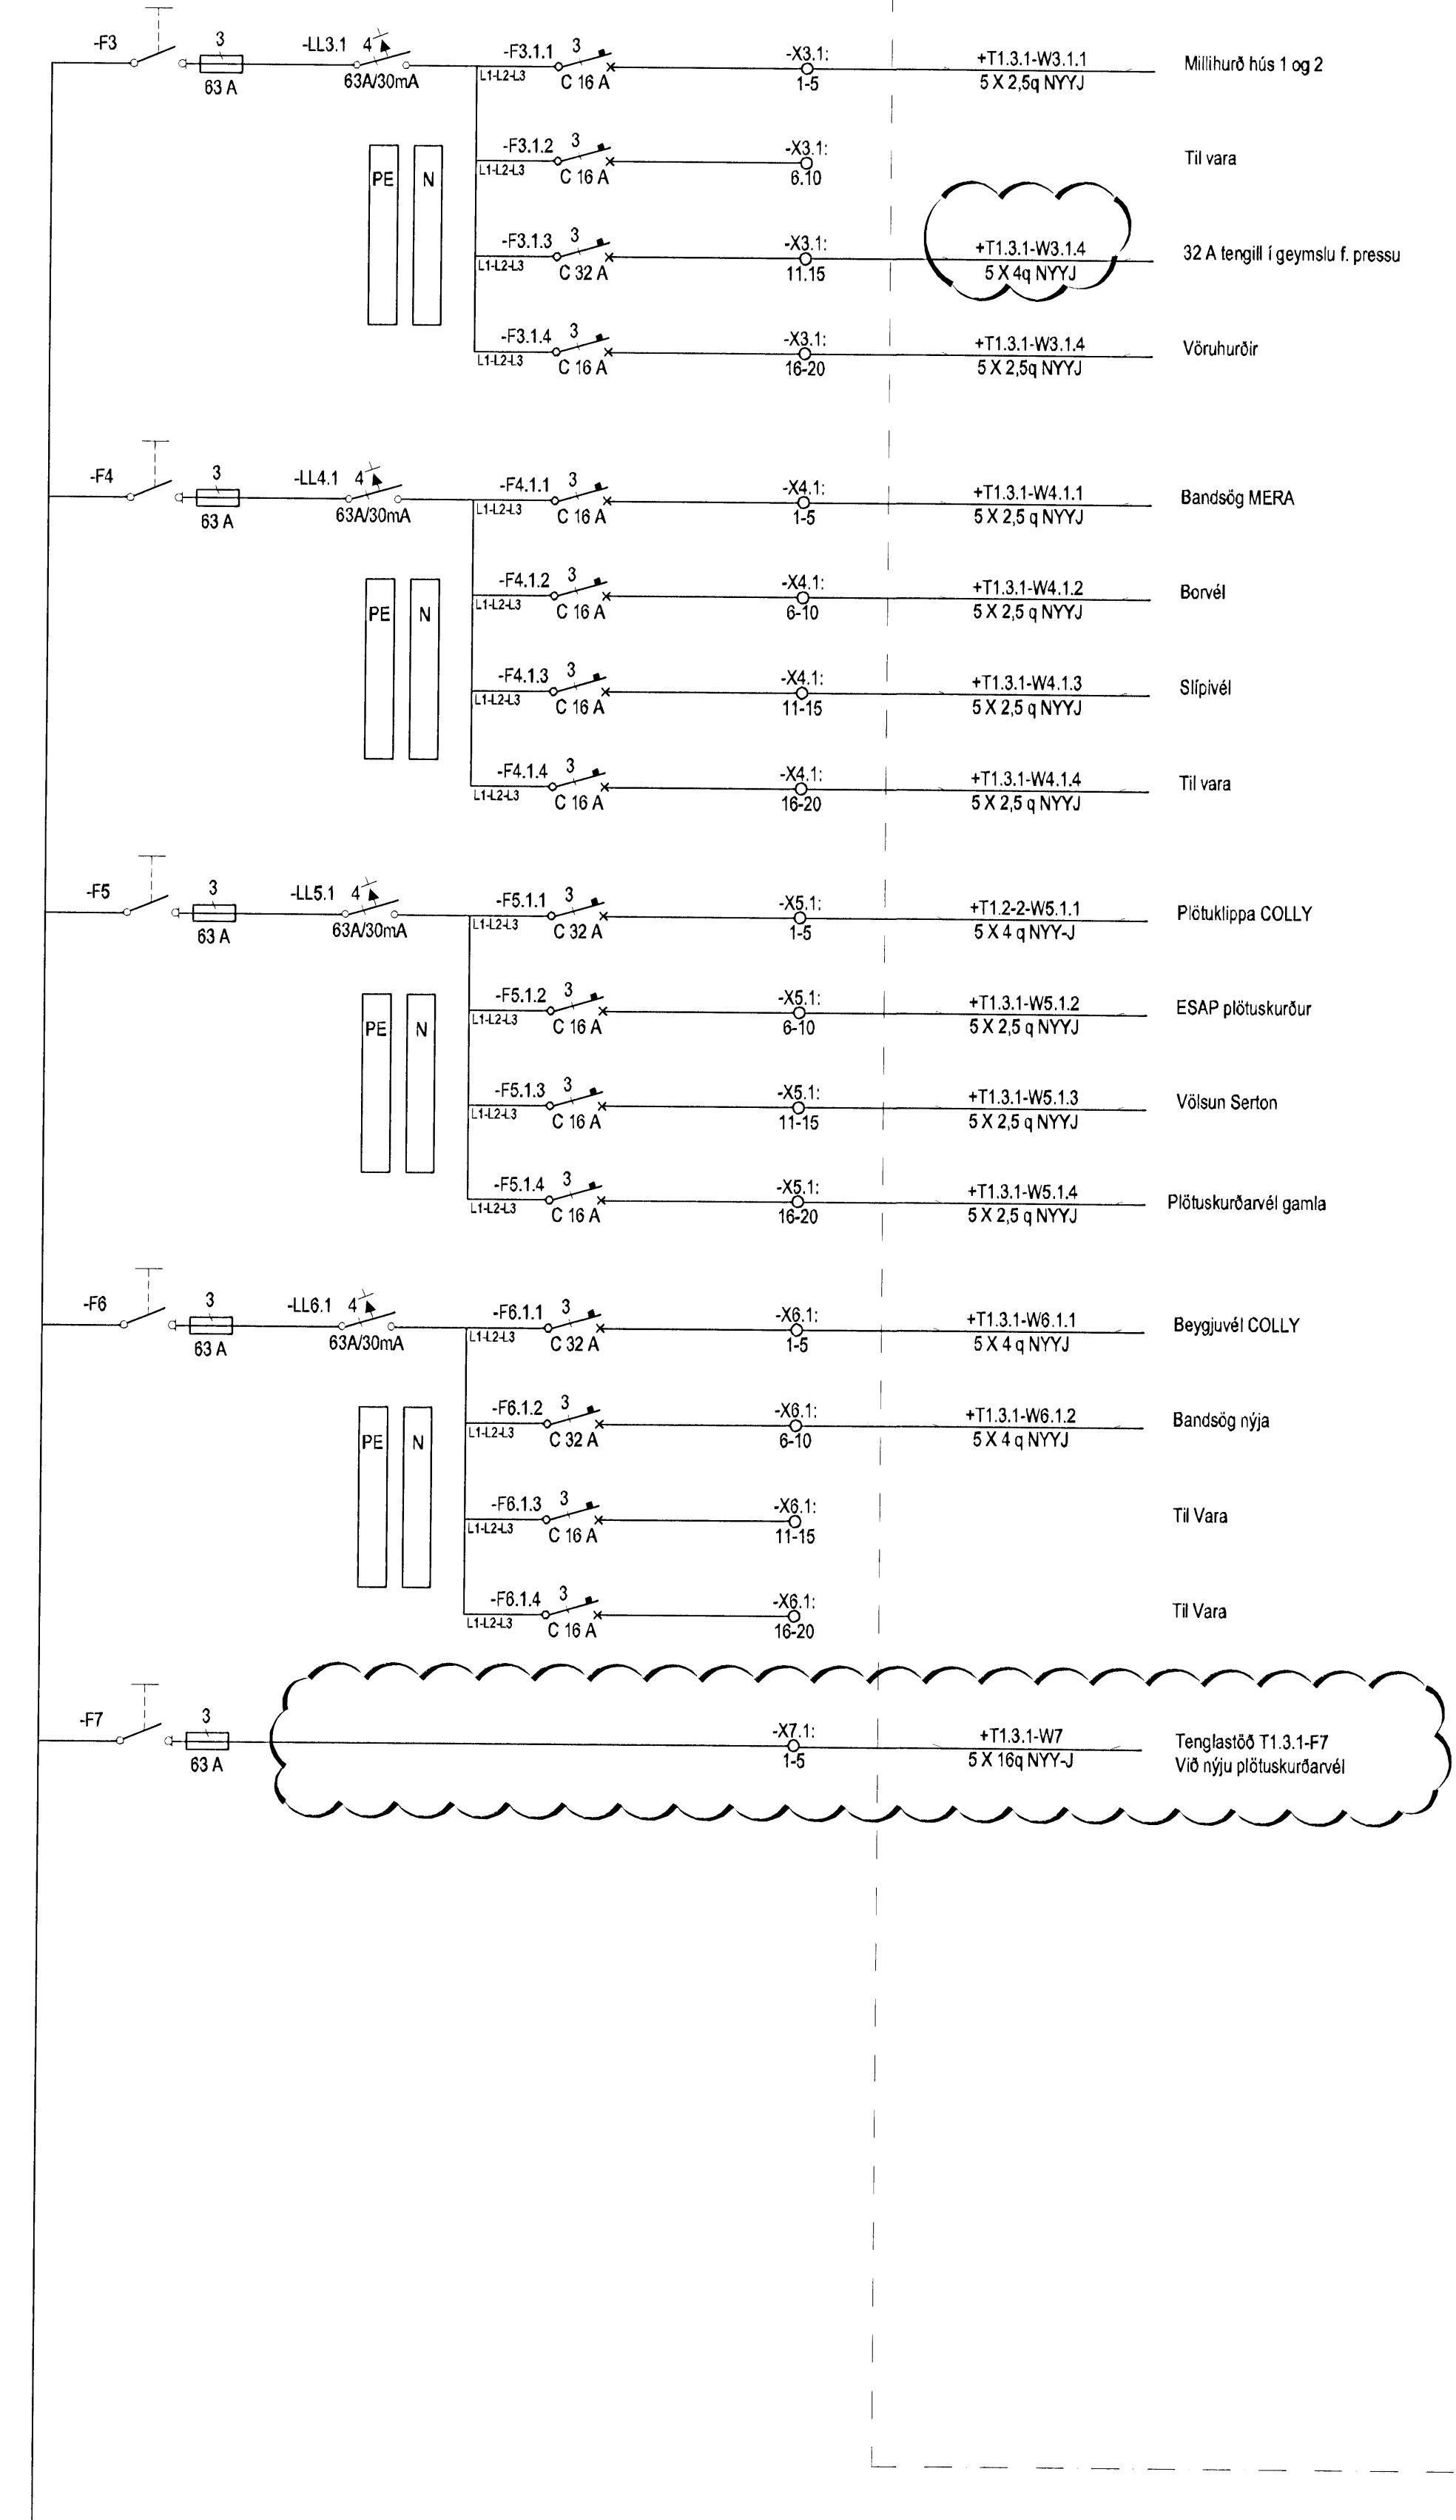 -F3
3
63 A
-LL3.1
4
63A/30mA
PE
N
-F3.1.1
3
L1-L2-L3
C 16 A
-X3.1:
1-5
+T1.3.1-W3.1.1
5 X 2,5q NYYJ
Millihurð hús 1 og 2
-F3.1.2
3
L1-L2-L3
C 16 A
-X3.1:
6.10
Til vara
-F3.1.3
3
L1-L2-L3
C 32 A
-X3.1:
11.15
+T1.3.1-W3.1.4
5 X 4q NYYJ
32 A tengill í geymslu f. pressu
-F3.1.4
3
L1-L2-L3
C 16 A
-X3.1:
16-20
+T1.3.1-W3.1.4
5 X 2,5q NYYJ
Vöruhurðir
-F4
3
63 A
-LL4.1
4
63A/30mA
PE
N
-F4.1.1
3
L1-L2-L3
C 16 A
-X4.1:
1-5
+T1.3.1-W4.1.1
5 X 2,5 q NYYJ
Bandsög MERA
-F4.1.2
3
L1-L2-L3
C 16 A
-X4.1:
6-10
+T1.3.1-W4.1.2
5 X 2,5 q NYYJ
Borvél
-F4.1.3
3
L1-L2-L3
C 16 A
-X4.1:
11-15
+T1.3.1-W4.1.3
5 X 2,5 q NYYJ
Slípivél
-F4.1.4
3
L1-L2-L3
C 16 A
-X4.1:
16-20
+T1.3.1-W4.1.4
5 X 2,5 q NYYJ
Til vara
-F5
3
63 A
-LL5.1
4
63A/30mA
PE
N
-F5.1.1
3
L1-L2-L3
C 32 A
-X5.1:
1-5
+T1.2-2-W5.1.1
5 X 4 q NYY-J
Plötuklippa COLLY
-F5.1.2
3
L1-L2-L3
C 16 A
-X5.1:
6-10
+T1.3.1-W5.1.2
5 X 2,5 q NYYJ
ESAP plötuskurður
-F5.1.3
3
L1-L2-L3
C 16 A
-X5.1:
11-15
+T1.3.1-W5.1.3
5 X 2,5 q NYYJ
Völsun Serton
-F5.1.4
3
L1-L2-L3
C 16 A
-X5.1:
16-20
+T1.3.1-W5.1.4
5 X 2,5 q NYYJ
Plötuskurðarvél gamla
-F6
3
63 A
-LL6.1
4
63A/30mA
PE
N
-F6.1.1
3
L1-L2-L3
C 32 A
-X6.1:
1-5
+T1.3.1-W6.1.1
5 X 4 q NYYJ
Beygjuvél COLLY
-F6.1.2
3
L1-L2-L3
C 32 A
-X6.1:
6-10
+T1.3.1-W6.1.2
5 X 4 q NYYJ
Bandsög nýja
-F6.1.3
3
L1-L2-L3
C 16 A
-X6.1:
11-15
Til Vara
-F6.1.4
3
L1-L2-L3
C 16 A
-X6.1:
16-20
Til Vara
-F7
3
63 A
-X7.1:
1-5
+T1.3.1-W7
5 X 16q NYY-J
Tenglastöð T1.3.1-F7
Við nýju plötuskurðarvél